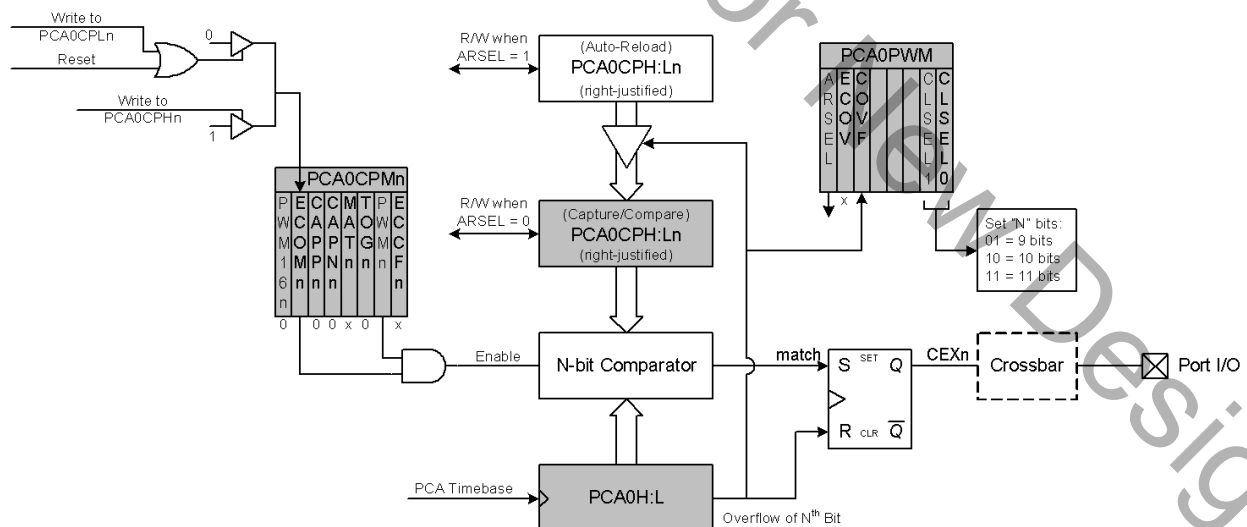 Write to
PCA0CPLn
Reset
0
Write to
PCA0CPHn
1
R/W when
ARSEL = 1
(Auto-Reload)
PCA0CPH:Ln
(right-justified)
PCA0PWM
ARSEL
ECOV
COVF
CLSEL1
CLSEL0
x
Set "N" bits:
01 = 9 bits
10 = 10 bits
11 = 11 bits
PCA0CPMn
PWM16n
ECOMn
CAPPn
CAPNn
MATn
TOGn
PWMn
ECCFn
0 0 0 x 0 x
R/W when
ARSEL = 0
(Capture/Compare)
PCA0CPH:Ln
(right-justified)
Enable
N-bit Comparator
match
S SET Q
R CLR Q
CEXn
Crossbar
Port I/O
PCA Timebase
PCA0H:L
Overflow of Nth Bit
or New Desig